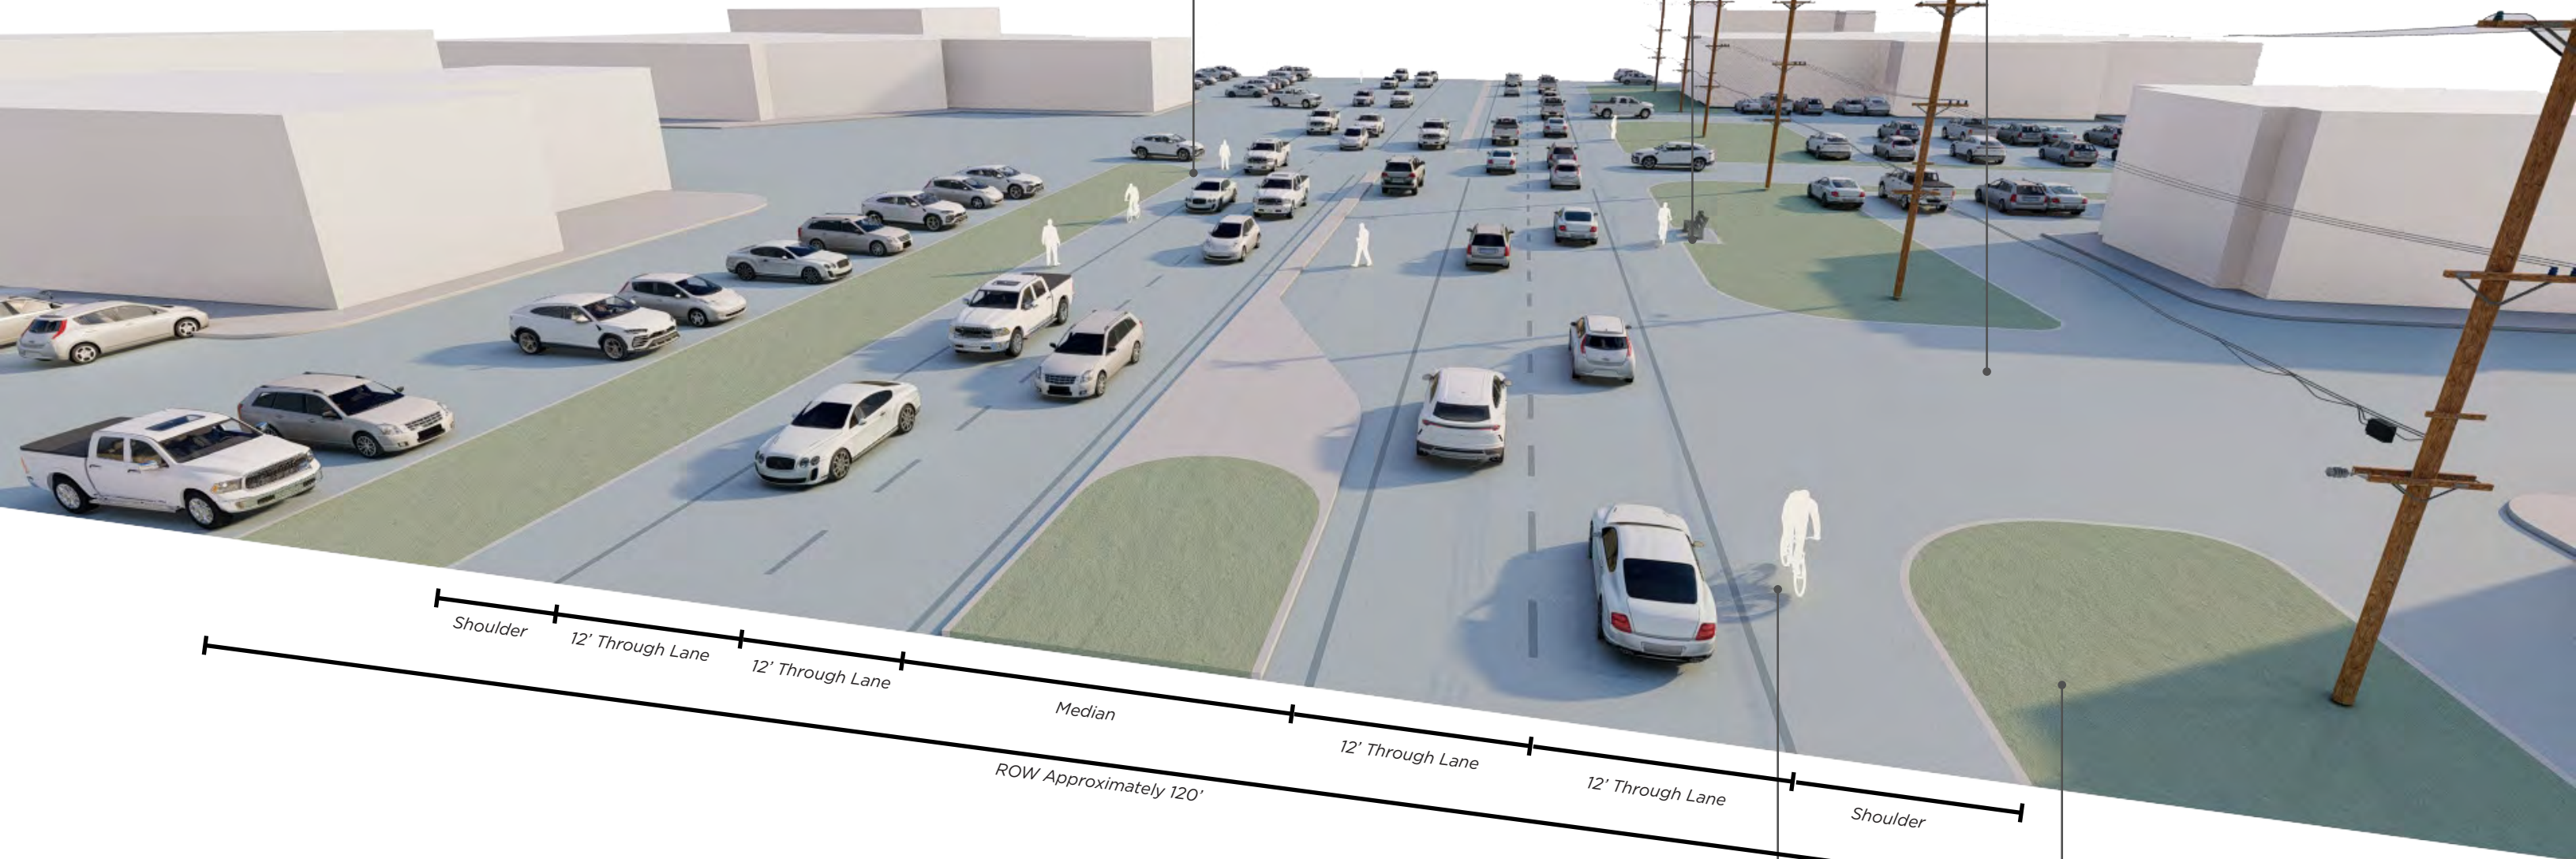 Shoulder
12’ Through Lane
12’ Through Lane
Median
12’ Through Lane
12’ Through Lane
Shoulder
ROW Approximately 120’